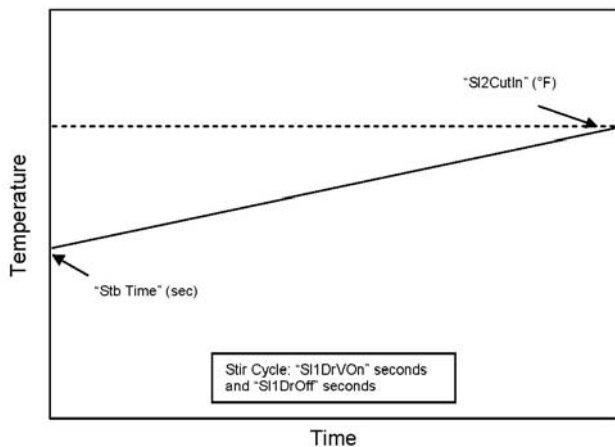 “Sl2CutIn” (°F)
Temperature
“Stb Time” (sec)
Stir Cycle: “Sl1DrVOn” seconds
and “Sl1DrOff” seconds
Time